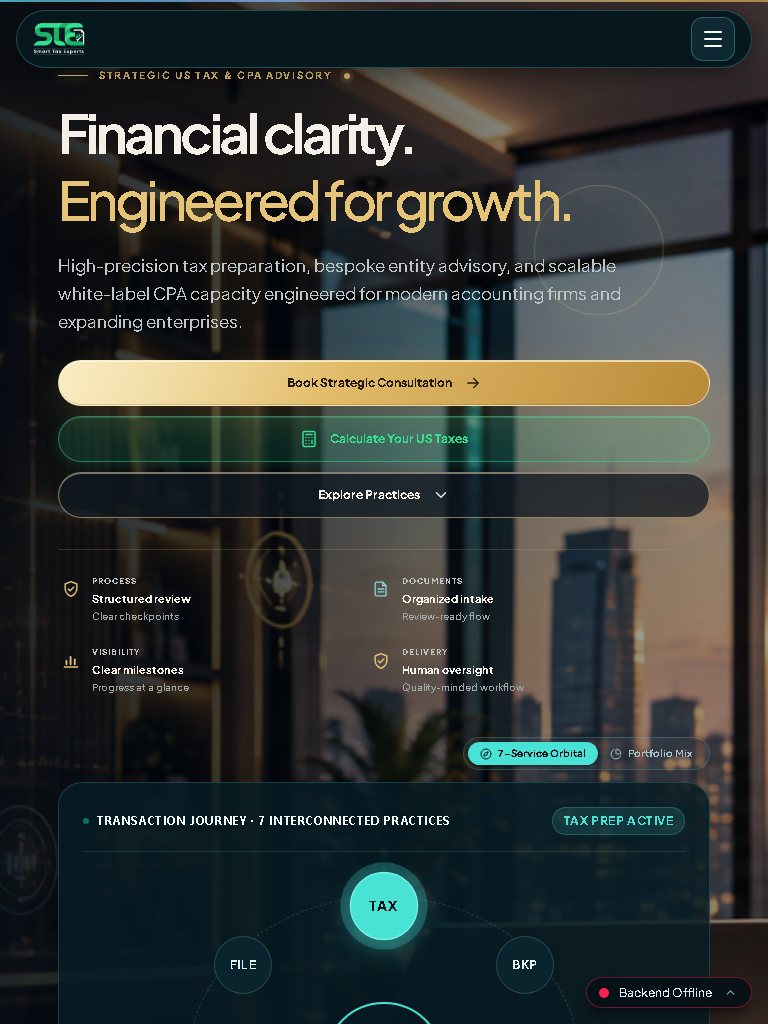 STE
Smart Tax Experts
STRATEGIC US TAX & CPA ADVISORY
Financial clarity.
Engineered for growth.
High-precision tax preparation, bespoke entity advisory, and scalable
white-label CPA capacity engineered for modern accounting firms and
expanding enterprises.
Book Strategic Consultation
Calculate Your US Taxes
Explore Practices
PROCESS
Structured review
Clear checkpoints
DOCUMENTS
Organized intake
Review-ready flow
VISIBILITY
Clear milestones
Progress at a glance
DELIVERY
Human oversight
Quality-minded workflow
7-Service Orbital
Portfolio Mix
TRANSACTION JOURNEY · 7 INTERCONNECTED PRACTICES
TAX PREP ACTIVE
TAX
FILE
BKP
Backend Offline